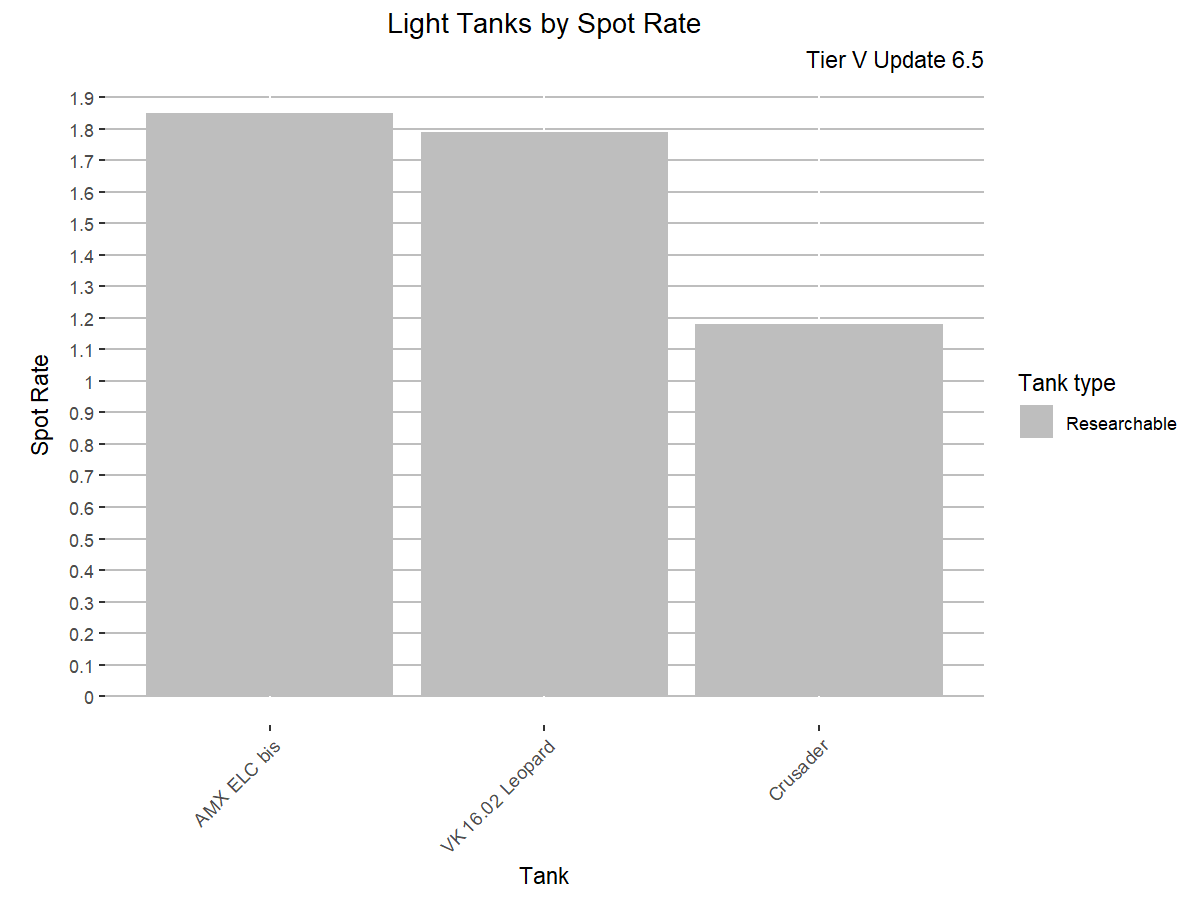 Light Tanks by Spot Rate
Tier V Update 6.5
Spot Rate
1.9
1.8
1.7
1.6
1.5
1.4
1.3
1.2
1.1
1
0.9
0.8
0.7
0.6
0.5
0.4
0.3
0.2
0.1
0
AMX ELC bis
VK 16.02 Leopard
Crusader
Tank
Tank type
Researchable